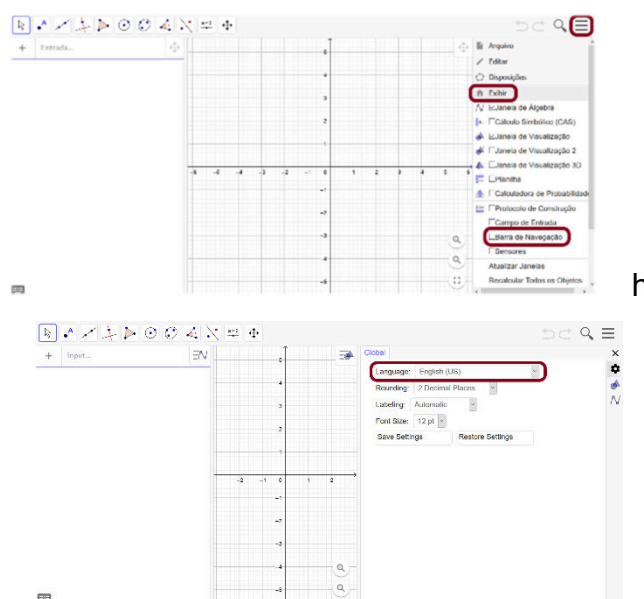 + Entrada...
Arquivo
Editar
Disposições
Exibir
Janela de Álgebra
Cálculo Simbólico (CAS)
Janela de Visualização
Janela de Visualização 2
Janela de Visualização 3D
Planilha
Calculadora de Probabilidade
Protocolo de Construção
Campo de Entrada
Barra de Navegação
Sensores
Atualizar Janelas
Recalcular Todos os Objetos
h
+ Input...
Global
Language: English (US)
Rounding: 2 Decimal Places
Labeling: Automatic
Font Size: 12 pt
Save Settings Restore Settings